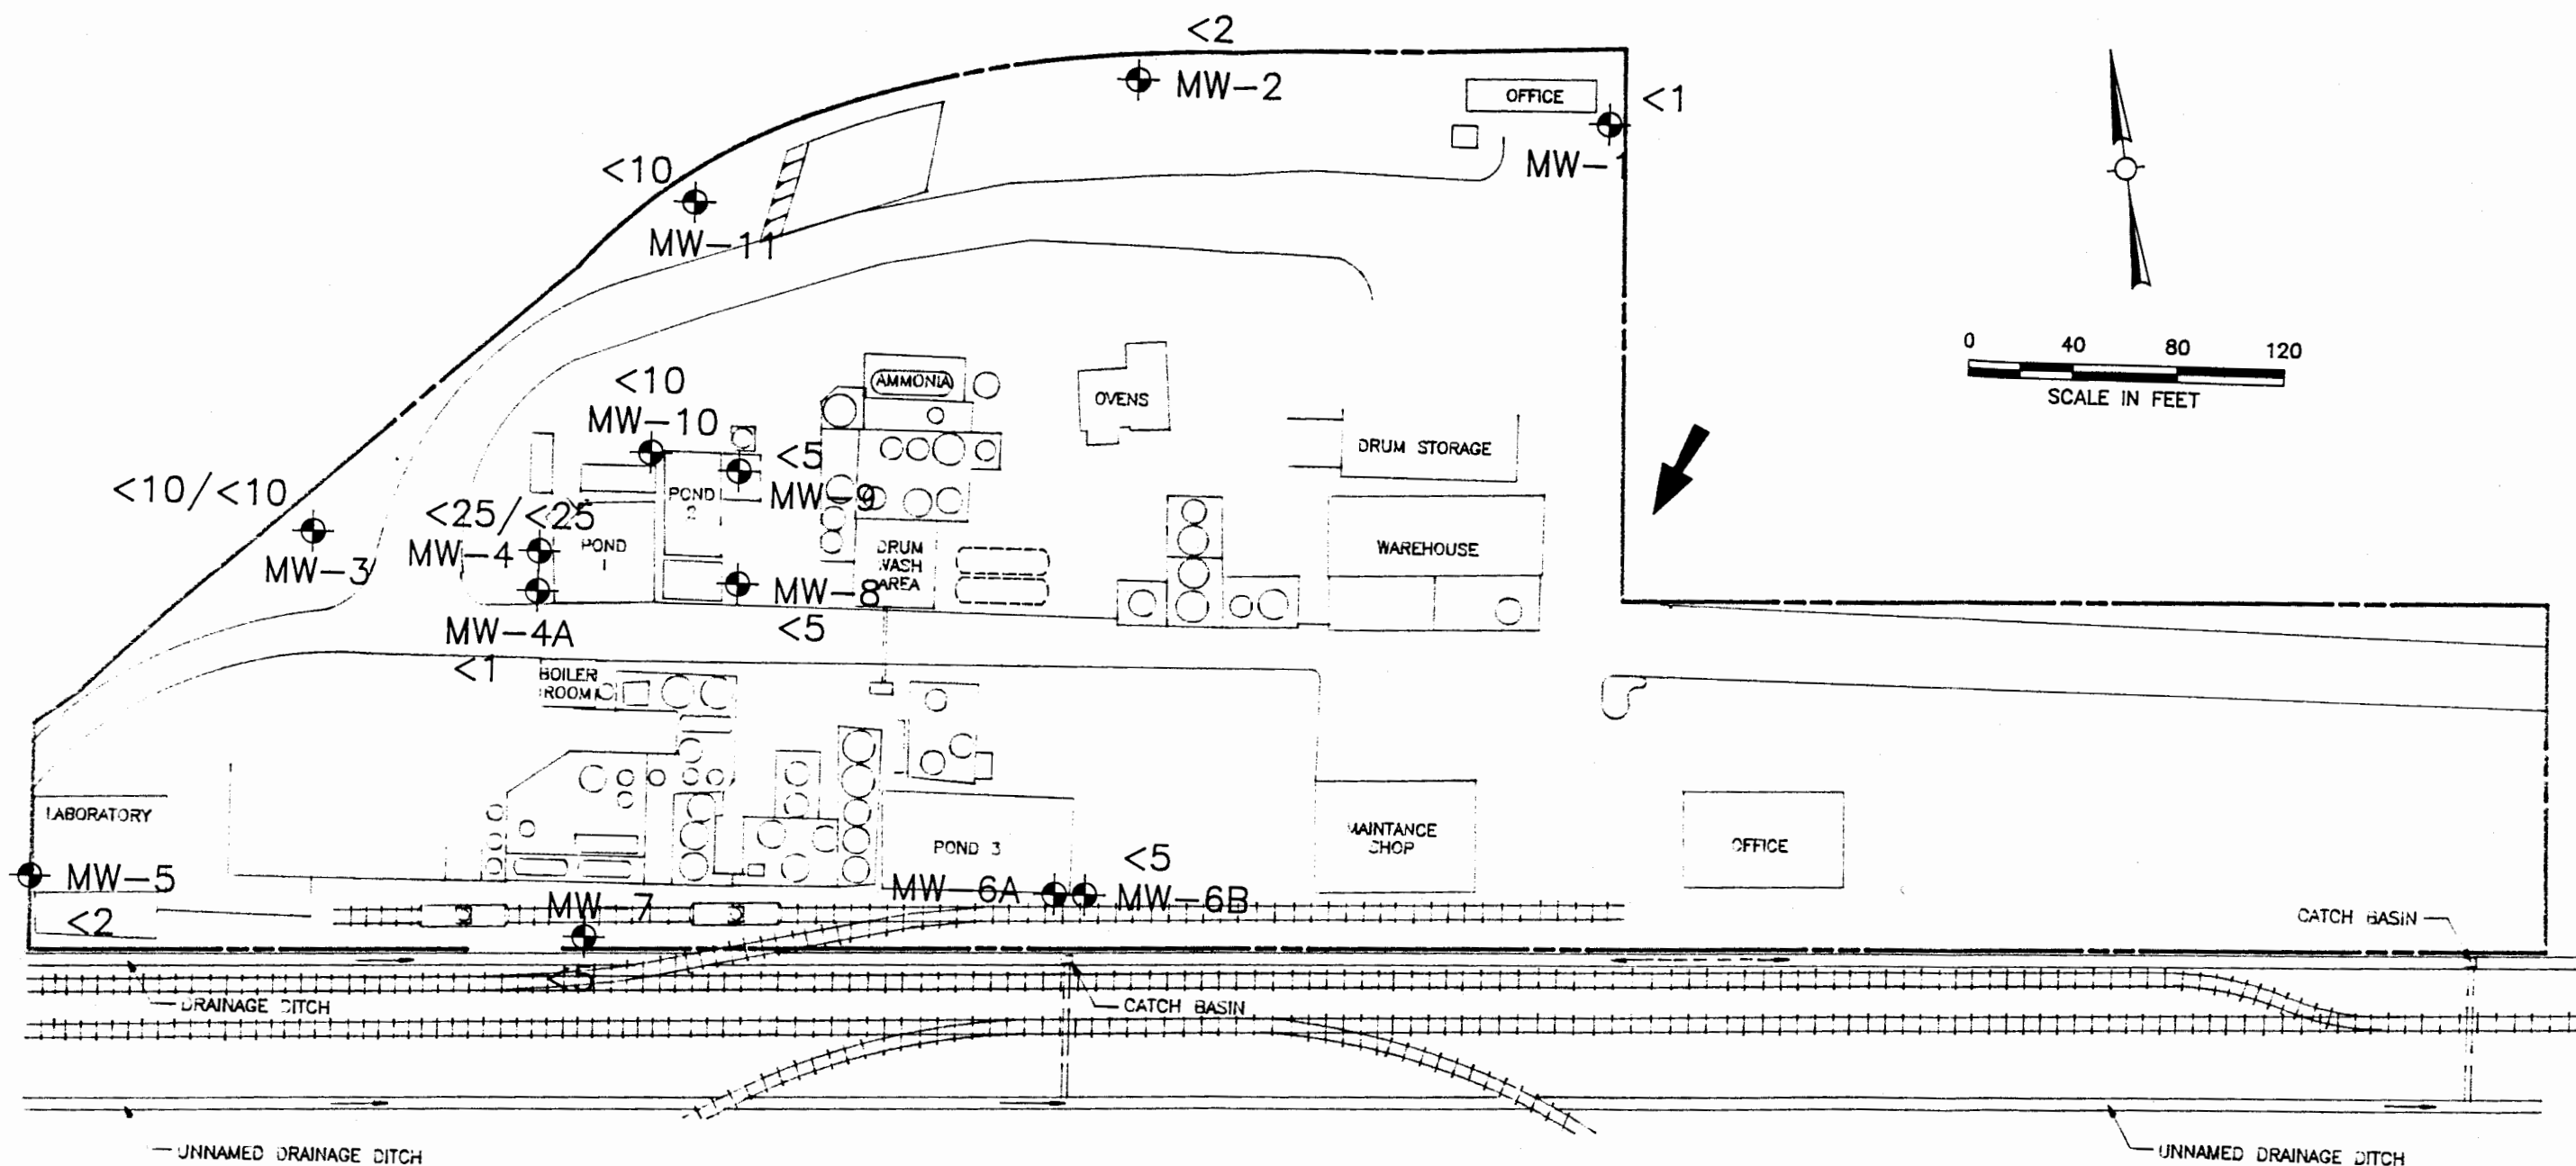 <2
MW-2
OFFICE
<1
MW-1
<10
MW-11
0 40 80 120
SCALE IN FEET
AMMONIA
OVENS
<10
MW-10
DRUM STORAGE
<5
MW-9
POND
2
<10/<10
MW-3
<25/<25
MW-4
POND
1
DRUM
WASH
AREA
WAREHOUSE
MW-8
<5
MW-4A
<1
BOILER
ROOM
LABORATORY
MW-5
<2
POND 3
MAINTANCE
SHOP
OFFICE
<5
MW-6A
MW-6B
MW-7
CATCH BASIN
DRAINAGE DITCH
CATCH BASIN
UNNAMED DRAINAGE DITCH
UNNAMED DRAINAGE DITCH